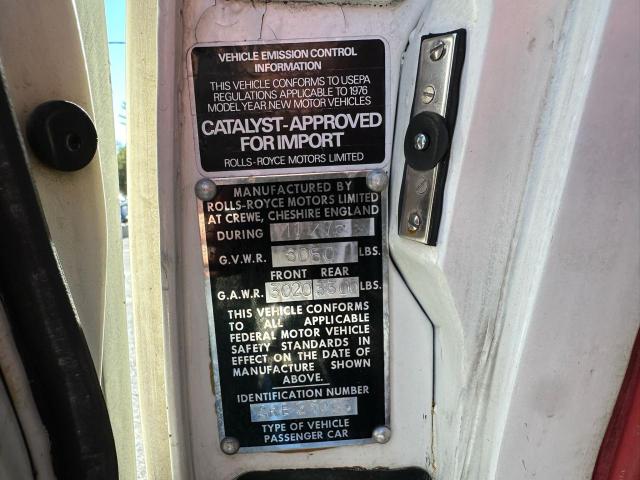 VEHICLE EMISSION CONTROL
INFORMATION
THIS VEHICLE CONFORMS TO USEPA
REGULATIONS APPLICABLE TO 1976
MODEL YEAR NEW MOTOR VEHICLES
CATALYST-APPROVED
FOR IMPORT
ROLLS-ROYCE MOTORS LIMITED
MANUFACTURED BY
ROLLS-ROYCE MOTORS LIMITED
AT CREWE, CHESHIRE ENGLAND
DURING
G.V.W.R. LBS.
FRONT REAR
G.A.W.R. 3020 LBS.
THIS VEHICLE CONFORMS
TO ALL APPLICABLE
FEDERAL MOTOR VEHICLE
SAFETY STANDARDS IN
EFFECT ON THE DATE OF
MANUFACTURE SHOWN
ABOVE.
IDENTIFICATION NUMBER
TYPE OF VEHICLE
PASSENGER CAR